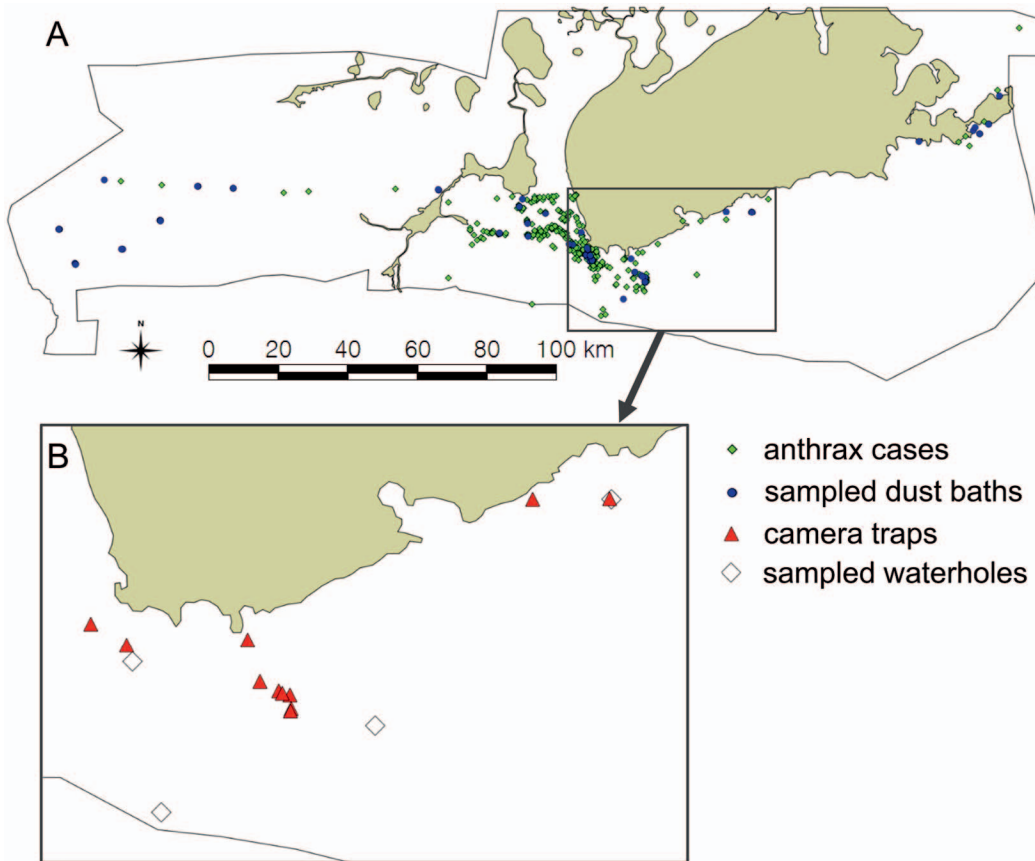 A
N
0 20 40 60 80 100 km
B
anthrax cases
sampled dust baths
camera traps
sampled waterholes